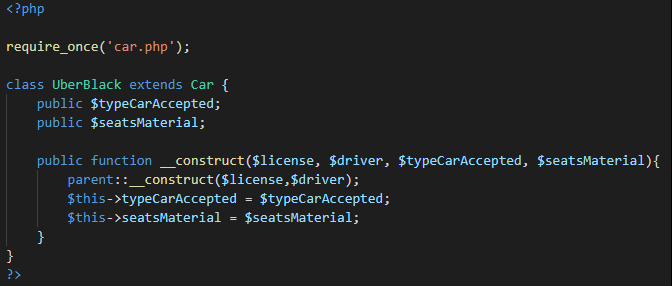 <?php
require_once('car.php');
class UberBlack extends Car {
public $typeCarAccepted;
public $seatsMaterial;
public function __construct($license, $driver, $typeCarAccepted, $seatsMaterial){
parent::__construct($license,$driver);
$this->typeCarAccepted = $typeCarAccepted;
$this->seatsMaterial = $seatsMaterial;
}
}
?>